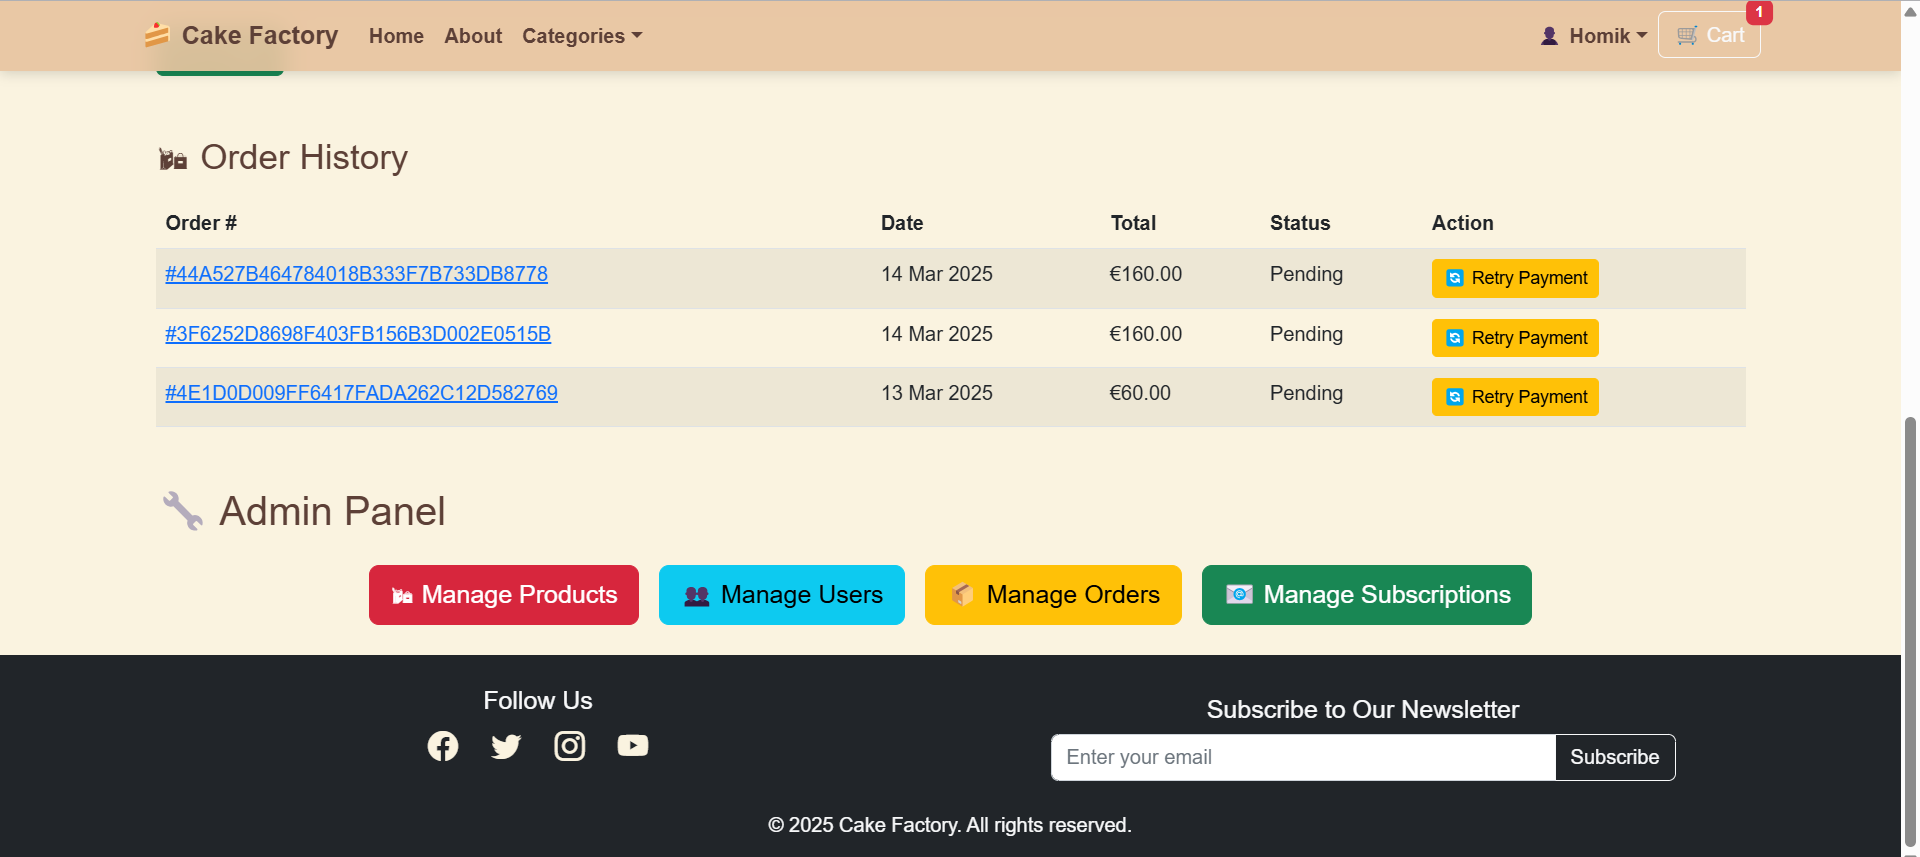 Cake Factory Home About Categories Homik Cart 1
Order History
Order # Date Total Status Action
#44A527B464784018B333F7B733DB8778 14 Mar 2025 €160.00 Pending Retry Payment
#3F6252D8698F403FB156B3D002E0515B 14 Mar 2025 €160.00 Pending Retry Payment
#4E1D0D009FF6417FADA262C12D582769 13 Mar 2025 €60.00 Pending Retry Payment
Admin Panel
Manage Products Manage Users Manage Orders Manage Subscriptions
Follow Us
Subscribe to Our Newsletter
Enter your email Subscribe
© 2025 Cake Factory. All rights reserved.